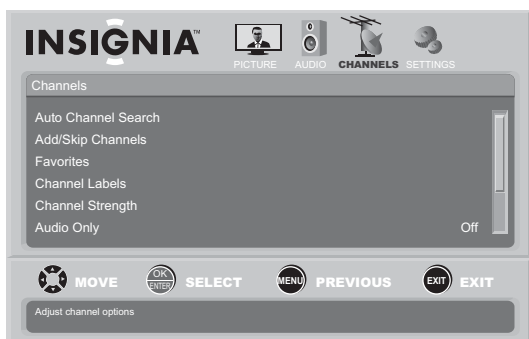 INSIGNIA™
PICTURE AUDIO CHANNELS SETTINGS
Channels
Auto Channel Search
Add/Skip Channels
Favorites
Channel Labels
Channel Strength
Audio Only Off
MOVE OK ENTER SELECT MENU PREVIOUS EXIT EXIT
Adjust channel options